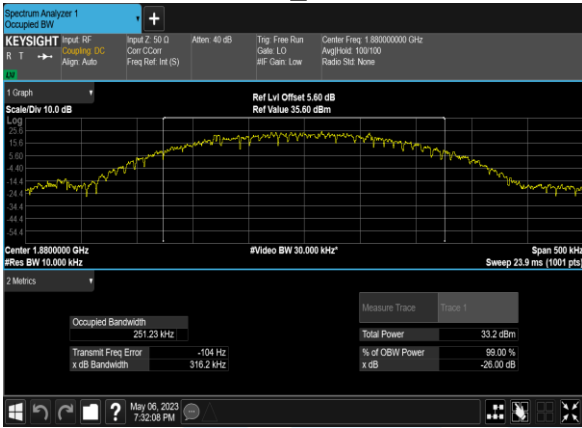 Spectrum Analyzer 1
Occupied BW
+
KEYSIGHT
R T
LU
Input: RF
Coupling: DC
Align: Auto
Input Z: 50 Ω
Corr CCorr
Freq Ref: Int (S)
Atten: 40 dB
Trig: Free Run
Gate: LO
#IF Gain: Low
Center Freq: 1.880000000 GHz
Avg|Hold: 100/100
Radio Std: None
1 Graph
Scale/Div 10.0 dB
Ref Lvl Offset 5.60 dB
Ref Value 35.60 dBm
Log
25.6
15.6
5.60
-4.40
-14.4
-24.4
-34.4
-44.4
-54.4
Center 1.8800000 GHz
#Res BW 10.000 kHz
#Video BW 30.000 kHz*
Span 500 kHz
Sweep 23.9 ms (1001 pts)
2 Metrics
Measure Trace
Trace 1
Occupied Bandwidth
251.23 kHz
Total Power
33.2 dBm
Transmit Freq Error
-104 Hz
% of OBW Power
99.00 %
x dB Bandwidth
316.2 kHz
x dB
-26.00 dB
?
May 06, 2023
7:32:08 PM